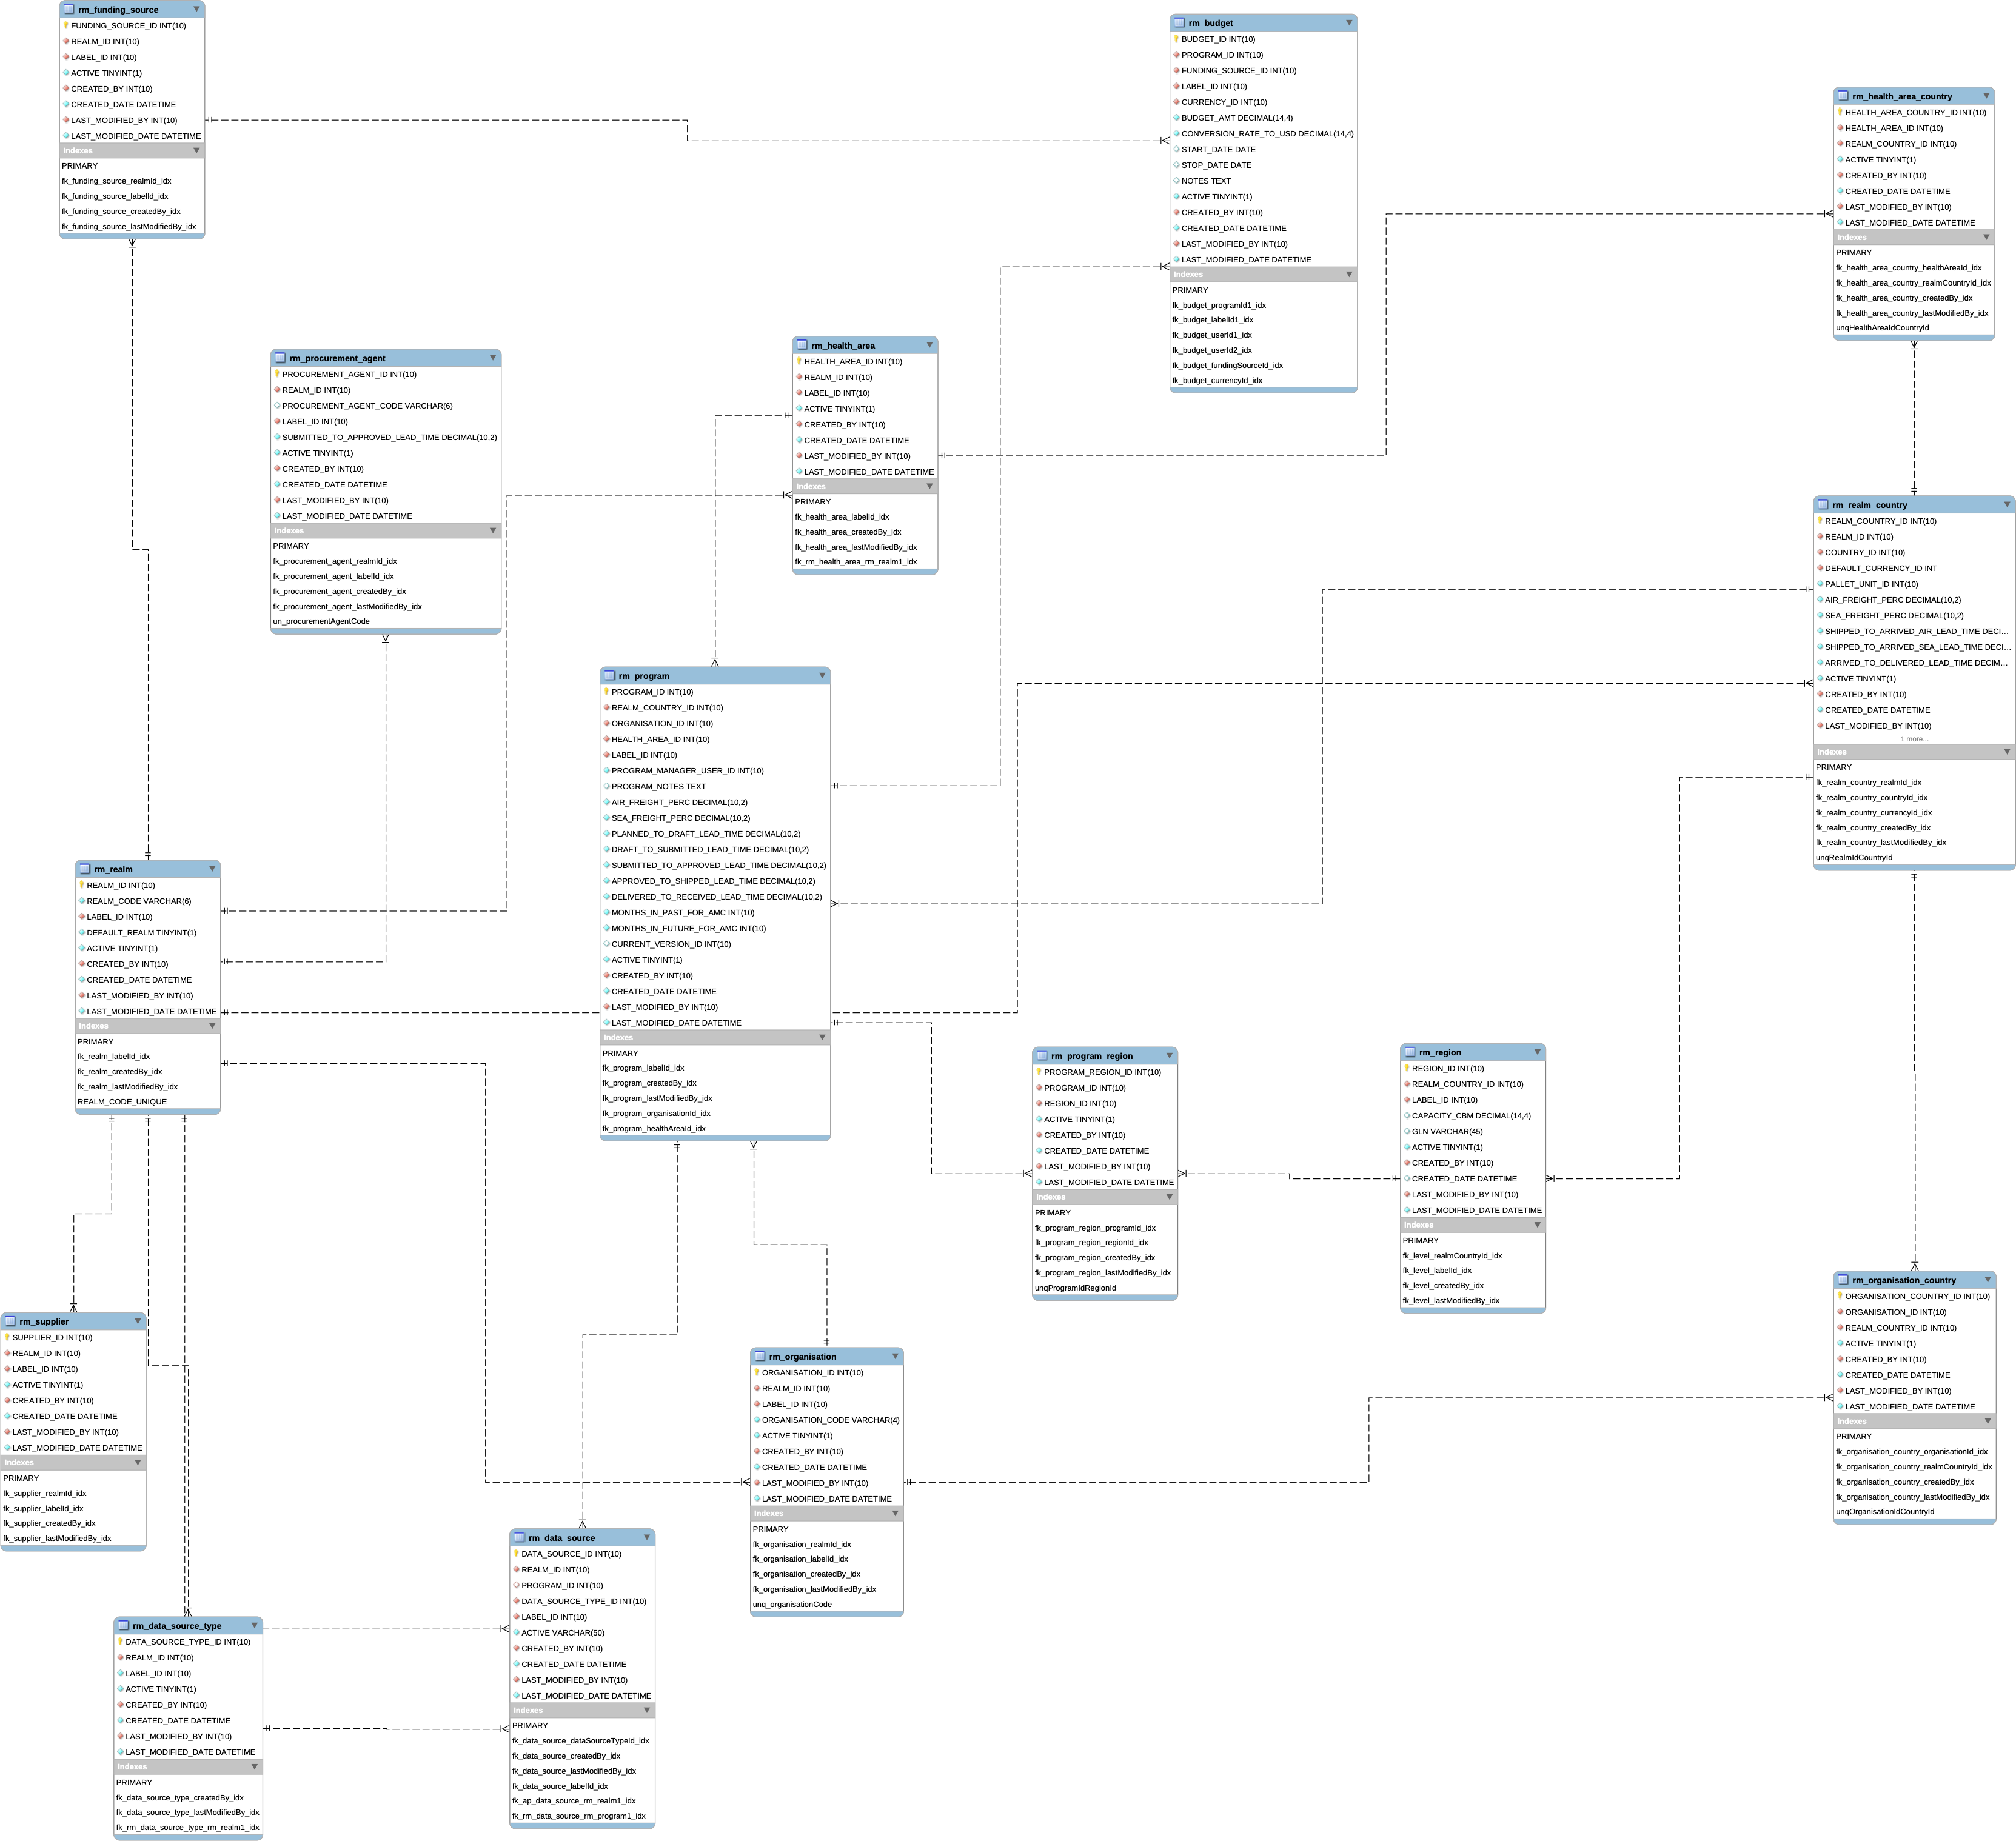 rm_funding_source
FUNDING_SOURCE_ID INT(10)
REALM_ID INT(10)
LABEL_ID INT(10)
ACTIVE TINYINT(1)
CREATED_BY INT(10)
CREATED_DATE DATETIME
LAST_MODIFIED_BY INT(10)
LAST_MODIFIED_DATE DATETIME
Indexes
PRIMARY
fk_funding_source_realmId_idx
fk_funding_source_labelId_idx
fk_funding_source_createdBy_idx
fk_funding_source_lastModifiedBy_idx
rm_budget
BUDGET_ID INT(10)
PROGRAM_ID INT(10)
FUNDING_SOURCE_ID INT(10)
LABEL_ID INT(10)
CURRENCY_ID INT(10)
BUDGET_AMT DECIMAL(14,4)
CONVERSION_RATE_TO_USD DECIMAL(14,4)
START_DATE DATE
STOP_DATE DATE
NOTES TEXT
ACTIVE TINYINT(1)
CREATED_BY INT(10)
CREATED_DATE DATETIME
LAST_MODIFIED_BY INT(10)
LAST_MODIFIED_DATE DATETIME
Indexes
PRIMARY
fk_budget_programId1_idx
fk_budget_labelId1_idx
fk_budget_userId1_idx
fk_budget_userId2_idx
fk_budget_fundingSourceId_idx
fk_budget_currencyId_idx
rm_health_area_country
HEALTH_AREA_COUNTRY_ID INT(10)
HEALTH_AREA_ID INT(10)
REALM_COUNTRY_ID INT(10)
ACTIVE TINYINT(1)
CREATED_BY INT(10)
CREATED_DATE DATETIME
LAST_MODIFIED_BY INT(10)
LAST_MODIFIED_DATE DATETIME
Indexes
PRIMARY
fk_health_area_country_healthAreaId_idx
fk_health_area_country_realmCountryId_idx
fk_health_area_country_createdBy_idx
fk_health_area_country_lastModifiedBy_idx
unqHealthAreaIdCountryId
rm_procurement_agent
PROCUREMENT_AGENT_ID INT(10)
REALM_ID INT(10)
PROCUREMENT_AGENT_CODE VARCHAR(6)
LABEL_ID INT(10)
SUBMITTED_TO_APPROVED_LEAD_TIME DECIMAL(10,2)
ACTIVE TINYINT(1)
CREATED_BY INT(10)
CREATED_DATE DATETIME
LAST_MODIFIED_BY INT(10)
LAST_MODIFIED_DATE DATETIME
Indexes
PRIMARY
fk_procurement_agent_realmId_idx
fk_procurement_agent_labelId_idx
fk_procurement_agent_createdBy_idx
fk_procurement_agent_lastModifiedBy_idx
un_procurementAgentCode
rm_health_area
HEALTH_AREA_ID INT(10)
REALM_ID INT(10)
LABEL_ID INT(10)
ACTIVE TINYINT(1)
CREATED_BY INT(10)
CREATED_DATE DATETIME
LAST_MODIFIED_BY INT(10)
LAST_MODIFIED_DATE DATETIME
Indexes
PRIMARY
fk_health_area_labelId_idx
fk_health_area_createdBy_idx
fk_health_area_lastModifiedBy_idx
fk_rm_health_area_rm_realm1_idx
rm_realm_country
REALM_COUNTRY_ID INT(10)
REALM_ID INT(10)
COUNTRY_ID INT(10)
DEFAULT_CURRENCY_ID INT
PALLET_UNIT_ID INT(10)
AIR_FREIGHT_PERC DECIMAL(10,2)
SEA_FREIGHT_PERC DECIMAL(10,2)
SHIPPED_TO_ARRIVED_AIR_LEAD_TIME DECI...
SHIPPED_TO_ARRIVED_SEA_LEAD_TIME DECI...
ARRIVED_TO_DELIVERED_LEAD_TIME DECIM...
ACTIVE TINYINT(1)
CREATED_BY INT(10)
CREATED_DATE DATETIME
LAST_MODIFIED_BY INT(10)
1 more...
Indexes
PRIMARY
fk_realm_country_realmId_idx
fk_realm_country_countryId_idx
fk_realm_country_currencyId_idx
fk_realm_country_createdBy_idx
fk_realm_country_lastModifiedBy_idx
unqRealmIdCountryId
rm_program
PROGRAM_ID INT(10)
REALM_COUNTRY_ID INT(10)
ORGANISATION_ID INT(10)
HEALTH_AREA_ID INT(10)
LABEL_ID INT(10)
PROGRAM_MANAGER_USER_ID INT(10)
PROGRAM_NOTES TEXT
AIR_FREIGHT_PERC DECIMAL(10,2)
SEA_FREIGHT_PERC DECIMAL(10,2)
PLANNED_TO_DRAFT_LEAD_TIME DECIMAL(10,2)
DRAFT_TO_SUBMITTED_LEAD_TIME DECIMAL(10,2)
SUBMITTED_TO_APPROVED_LEAD_TIME DECIMAL(10,2)
APPROVED_TO_SHIPPED_LEAD_TIME DECIMAL(10,2)
DELIVERED_TO_RECEIVED_LEAD_TIME DECIMAL(10,2)
MONTHS_IN_PAST_FOR_AMC INT(10)
MONTHS_IN_FUTURE_FOR_AMC INT(10)
CURRENT_VERSION_ID INT(10)
ACTIVE TINYINT(1)
CREATED_BY INT(10)
CREATED_DATE DATETIME
LAST_MODIFIED_BY INT(10)
LAST_MODIFIED_DATE DATETIME
Indexes
PRIMARY
fk_program_labelId_idx
fk_program_createdBy_idx
fk_program_lastModifiedBy_idx
fk_program_organisationId_idx
fk_program_healthAreaId_idx
rm_realm
REALM_ID INT(10)
REALM_CODE VARCHAR(6)
LABEL_ID INT(10)
DEFAULT_REALM TINYINT(1)
ACTIVE TINYINT(1)
CREATED_BY INT(10)
CREATED_DATE DATETIME
LAST_MODIFIED_BY INT(10)
LAST_MODIFIED_DATE DATETIME
Indexes
PRIMARY
fk_realm_labelId_idx
fk_realm_createdBy_idx
fk_realm_lastModifiedBy_idx
REALM_CODE_UNIQUE
rm_program_region
PROGRAM_REGION_ID INT(10)
PROGRAM_ID INT(10)
REGION_ID INT(10)
ACTIVE TINYINT(1)
CREATED_BY INT(10)
CREATED_DATE DATETIME
LAST_MODIFIED_BY INT(10)
LAST_MODIFIED_DATE DATETIME
Indexes
PRIMARY
fk_program_region_programId_idx
fk_program_region_regionId_idx
fk_program_region_createdBy_idx
fk_program_region_lastModifiedBy_idx
unqProgramIdRegionId
rm_region
REGION_ID INT(10)
REALM_COUNTRY_ID INT(10)
LABEL_ID INT(10)
CAPACITY_CBM DECIMAL(14,4)
GLN VARCHAR(45)
ACTIVE TINYINT(1)
CREATED_BY INT(10)
CREATED_DATE DATETIME
LAST_MODIFIED_BY INT(10)
LAST_MODIFIED_DATE DATETIME
Indexes
PRIMARY
fk_level_realmCountryId_idx
fk_level_labelId_idx
fk_level_createdBy_idx
fk_level_lastModifiedBy_idx
rm_organisation_country
ORGANISATION_COUNTRY_ID INT(10)
ORGANISATION_ID INT(10)
REALM_COUNTRY_ID INT(10)
ACTIVE TINYINT(1)
CREATED_BY INT(10)
CREATED_DATE DATETIME
LAST_MODIFIED_BY INT(10)
LAST_MODIFIED_DATE DATETIME
Indexes
PRIMARY
fk_organisation_country_organisationId_idx
fk_organisation_country_realmCountryId_idx
fk_organisation_country_createdBy_idx
fk_organisation_country_lastModifiedBy_idx
unqOrganisationIdCountryId
rm_supplier
SUPPLIER_ID INT(10)
REALM_ID INT(10)
LABEL_ID INT(10)
ACTIVE TINYINT(1)
CREATED_BY INT(10)
CREATED_DATE DATETIME
LAST_MODIFIED_BY INT(10)
LAST_MODIFIED_DATE DATETIME
Indexes
PRIMARY
fk_supplier_realmId_idx
fk_supplier_labelId_idx
fk_supplier_createdBy_idx
fk_supplier_lastModifiedBy_idx
rm_organisation
ORGANISATION_ID INT(10)
REALM_ID INT(10)
LABEL_ID INT(10)
ORGANISATION_CODE VARCHAR(4)
ACTIVE TINYINT(1)
CREATED_BY INT(10)
CREATED_DATE DATETIME
LAST_MODIFIED_BY INT(10)
LAST_MODIFIED_DATE DATETIME
Indexes
PRIMARY
fk_organisation_realmId_idx
fk_organisation_labelId_idx
fk_organisation_createdBy_idx
fk_organisation_lastModifiedBy_idx
unq_organisationCode
rm_data_source
DATA_SOURCE_ID INT(10)
REALM_ID INT(10)
PROGRAM_ID INT(10)
DATA_SOURCE_TYPE_ID INT(10)
LABEL_ID INT(10)
ACTIVE VARCHAR(50)
CREATED_BY INT(10)
CREATED_DATE DATETIME
LAST_MODIFIED_BY INT(10)
LAST_MODIFIED_DATE DATETIME
Indexes
PRIMARY
fk_data_source_dataSourceTypeId_idx
fk_data_source_createdBy_idx
fk_data_source_lastModifiedBy_idx
fk_data_source_labelId_idx
fk_ap_data_source_rm_realm1_idx
fk_rm_data_source_rm_program1_idx
rm_data_source_type
DATA_SOURCE_TYPE_ID INT(10)
REALM_ID INT(10)
LABEL_ID INT(10)
ACTIVE TINYINT(1)
CREATED_BY INT(10)
CREATED_DATE DATETIME
LAST_MODIFIED_BY INT(10)
LAST_MODIFIED_DATE DATETIME
Indexes
PRIMARY
fk_data_source_type_createdBy_idx
fk_data_source_type_lastModifiedBy_idx
fk_rm_data_source_type_rm_realm1_idx